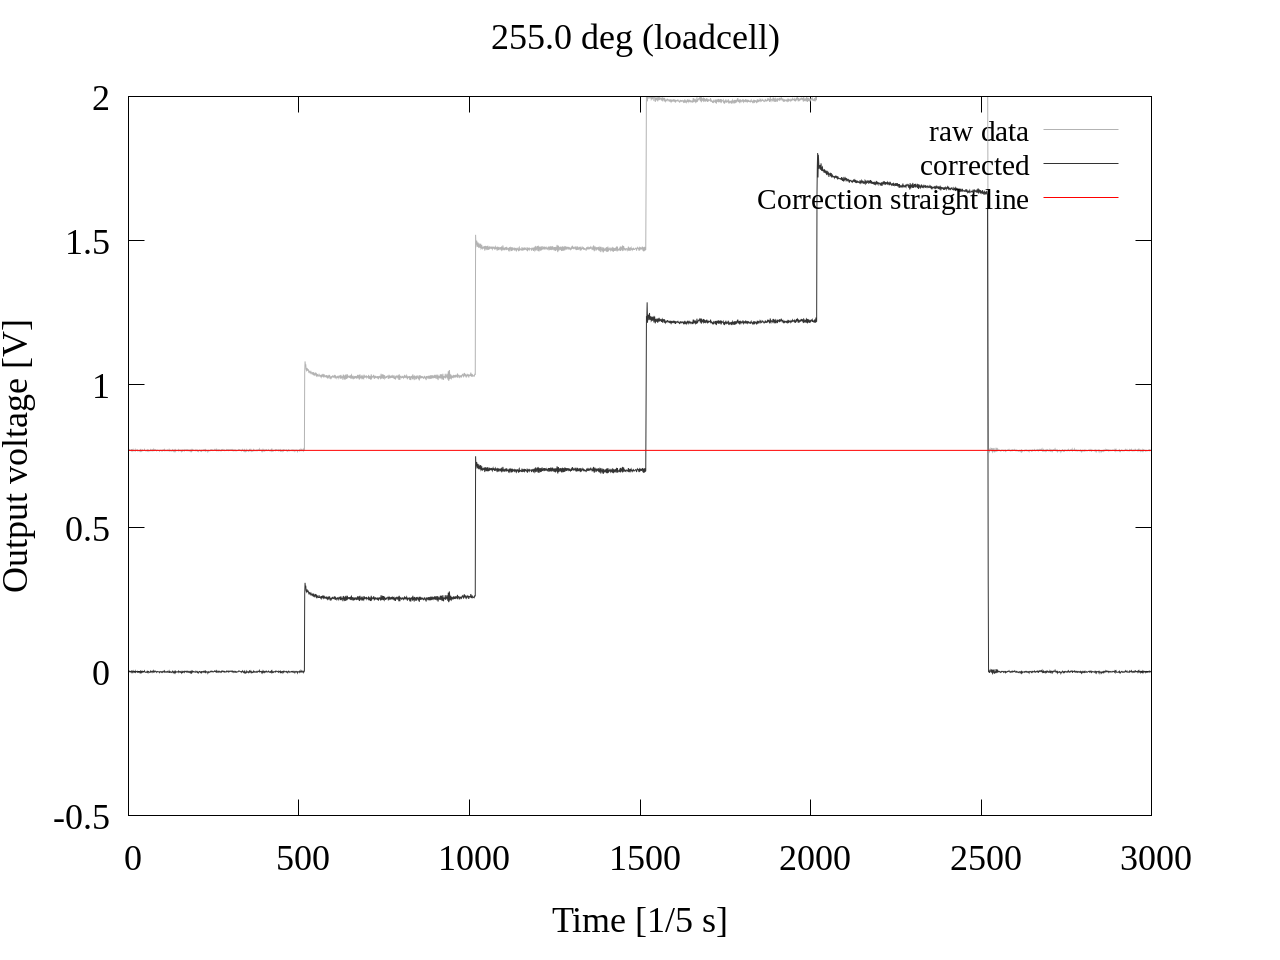 255.0 deg (loadcell)
raw data
corrected
Correction straight line
Output voltage [V]
2
1.5
1
0.5
0
-0.5
0 500 1000 1500 2000 2500 3000
Time [1/5 s]